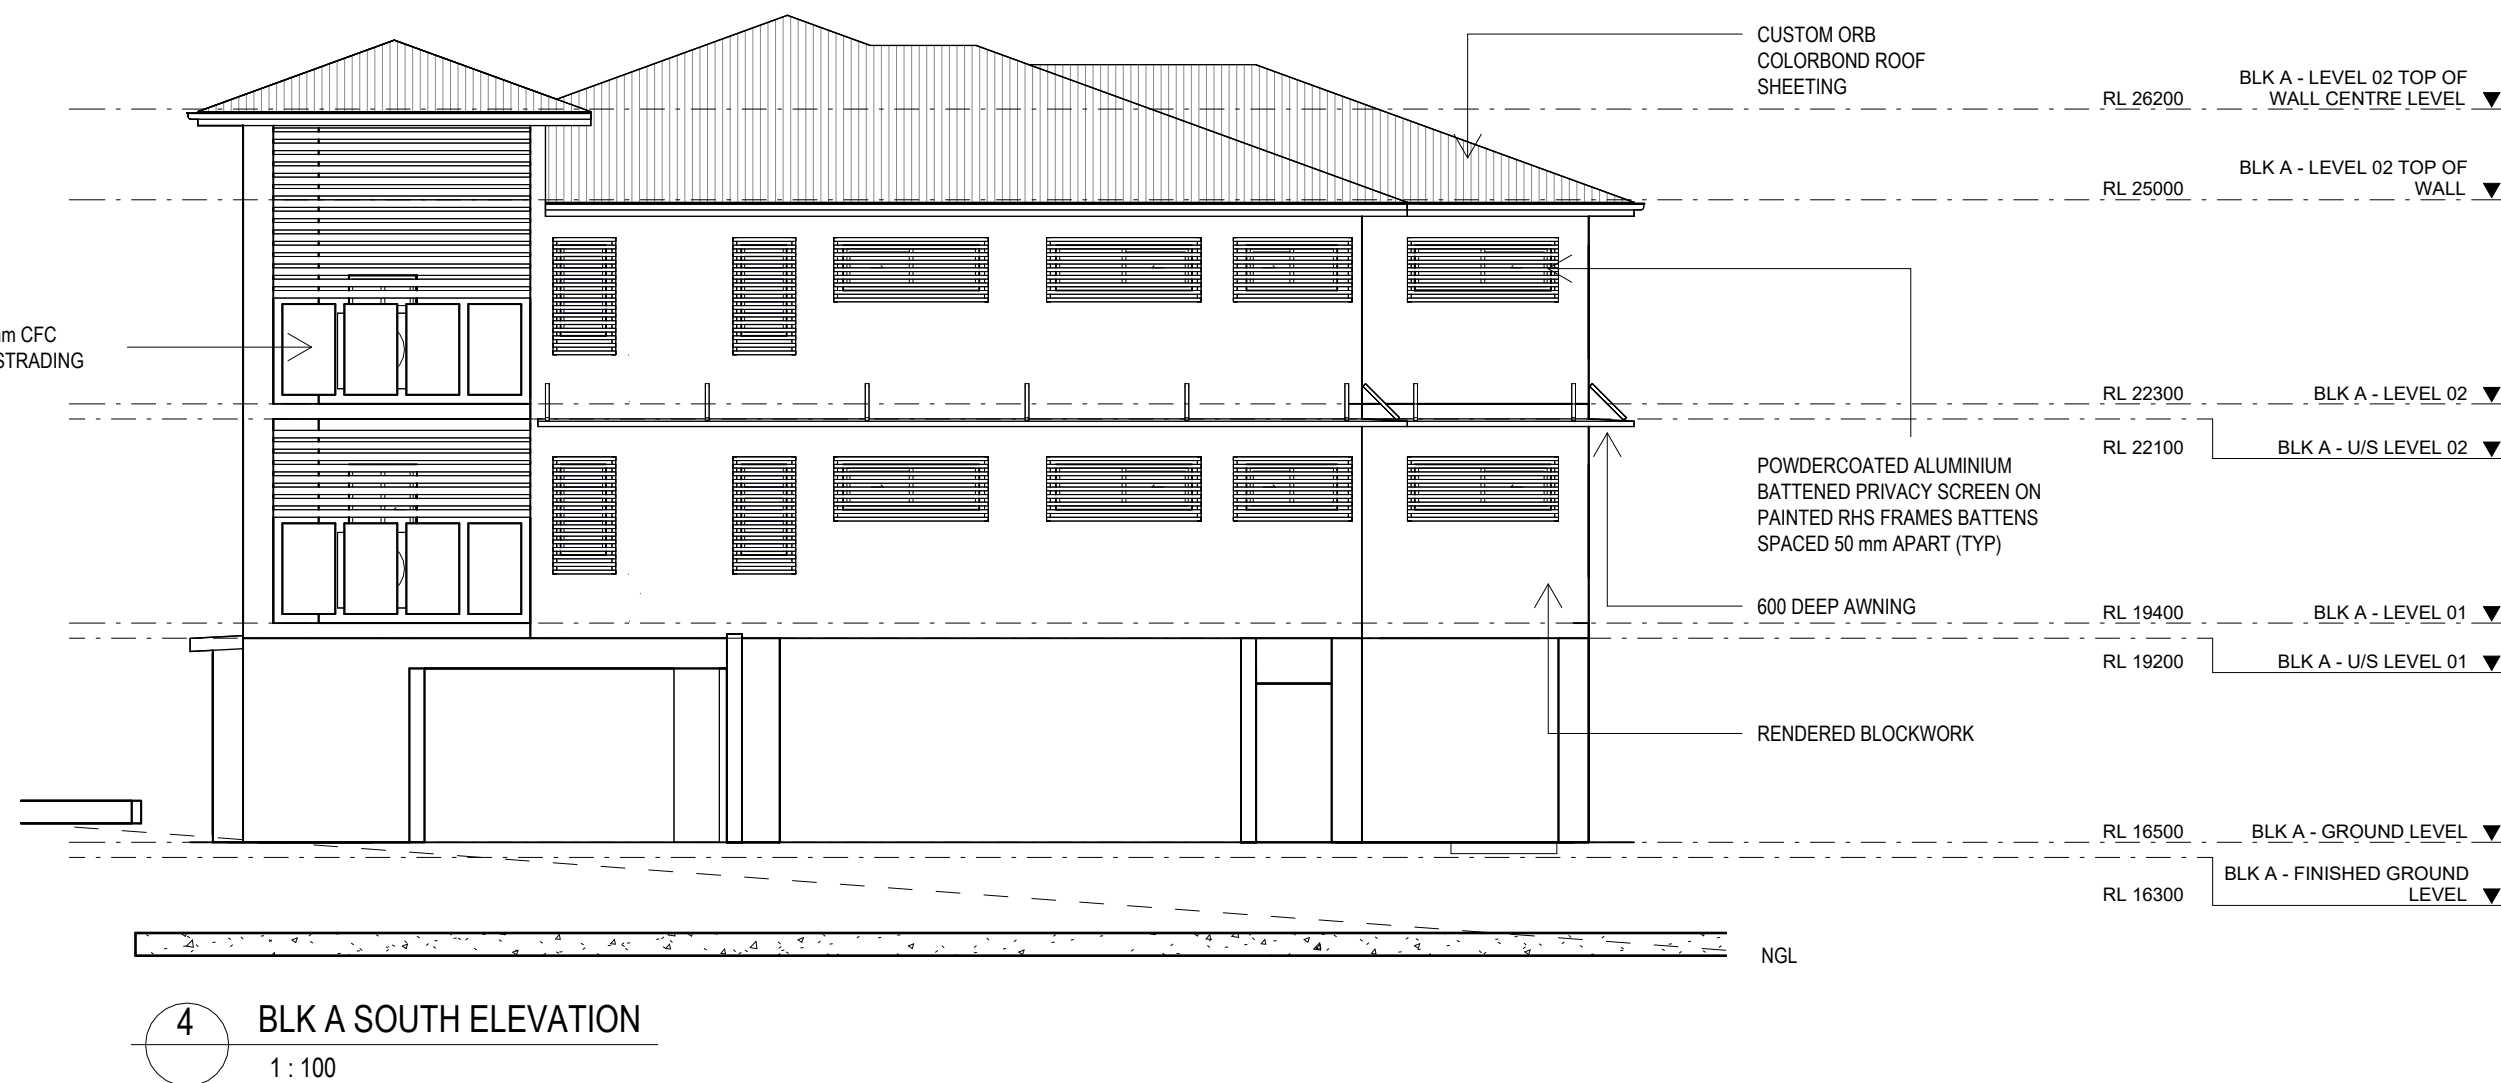 CUSTOM ORB
COLORBOND ROOF
SHEETING
RL 26200
BLK A - LEVEL 02 TOP OF
WALL CENTRE LEVEL
RL 25000
BLK A - LEVEL 02 TOP OF
WALL
CFC
RL 22300
BLK A - LEVEL 02
RL 22100
BLK A - U/S LEVEL 02
POWDERCOATED ALUMINIUM
BATTENED PRIVACY SCREEN ON
PAINTED RHS FRAMES BATTENS
SPACED 50 mm APART (TYP)
600 DEEP AWNING
RL 19400
BLK A - LEVEL 01
RL 19200
BLK A - U/S LEVEL 01
RENDERED BLOCKWORK
RL 16500
BLK A - GROUND LEVEL
RL 16300
BLK A - FINISHED GROUND
LEVEL
NGL
4
BLK A SOUTH ELEVATION
1 : 100